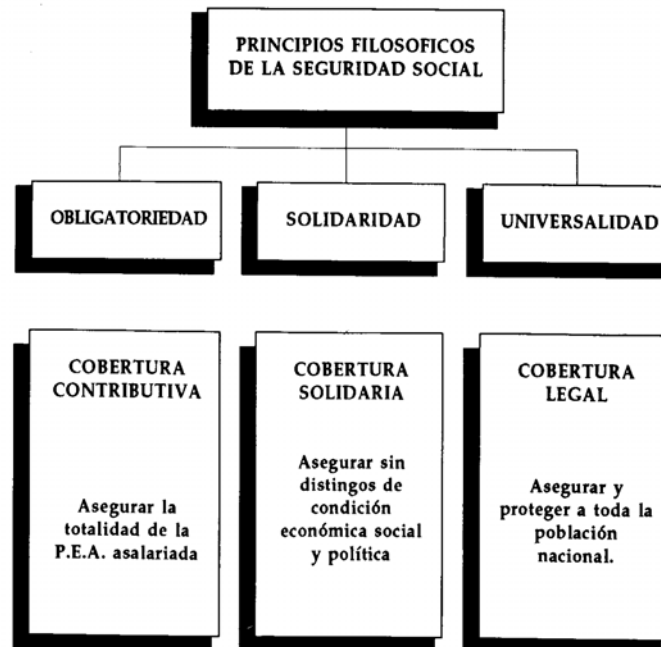 PRINCIPIOS FILOSOFICOS
DE LA SEGURIDAD SOCIAL
OBLIGATORIEDAD
SOLIDARIDAD
UNIVERSALIDAD
COBERTURA
CONTRIBUTIVA
Asegurar la
totalidad de la
P.E.A. asalariada
COBERTURA
SOLIDARIA
Asegurar sin
distingos de
condición
económica social
y política
COBERTURA
LEGAL
Asegurar y
proteger a toda la
población
nacional.